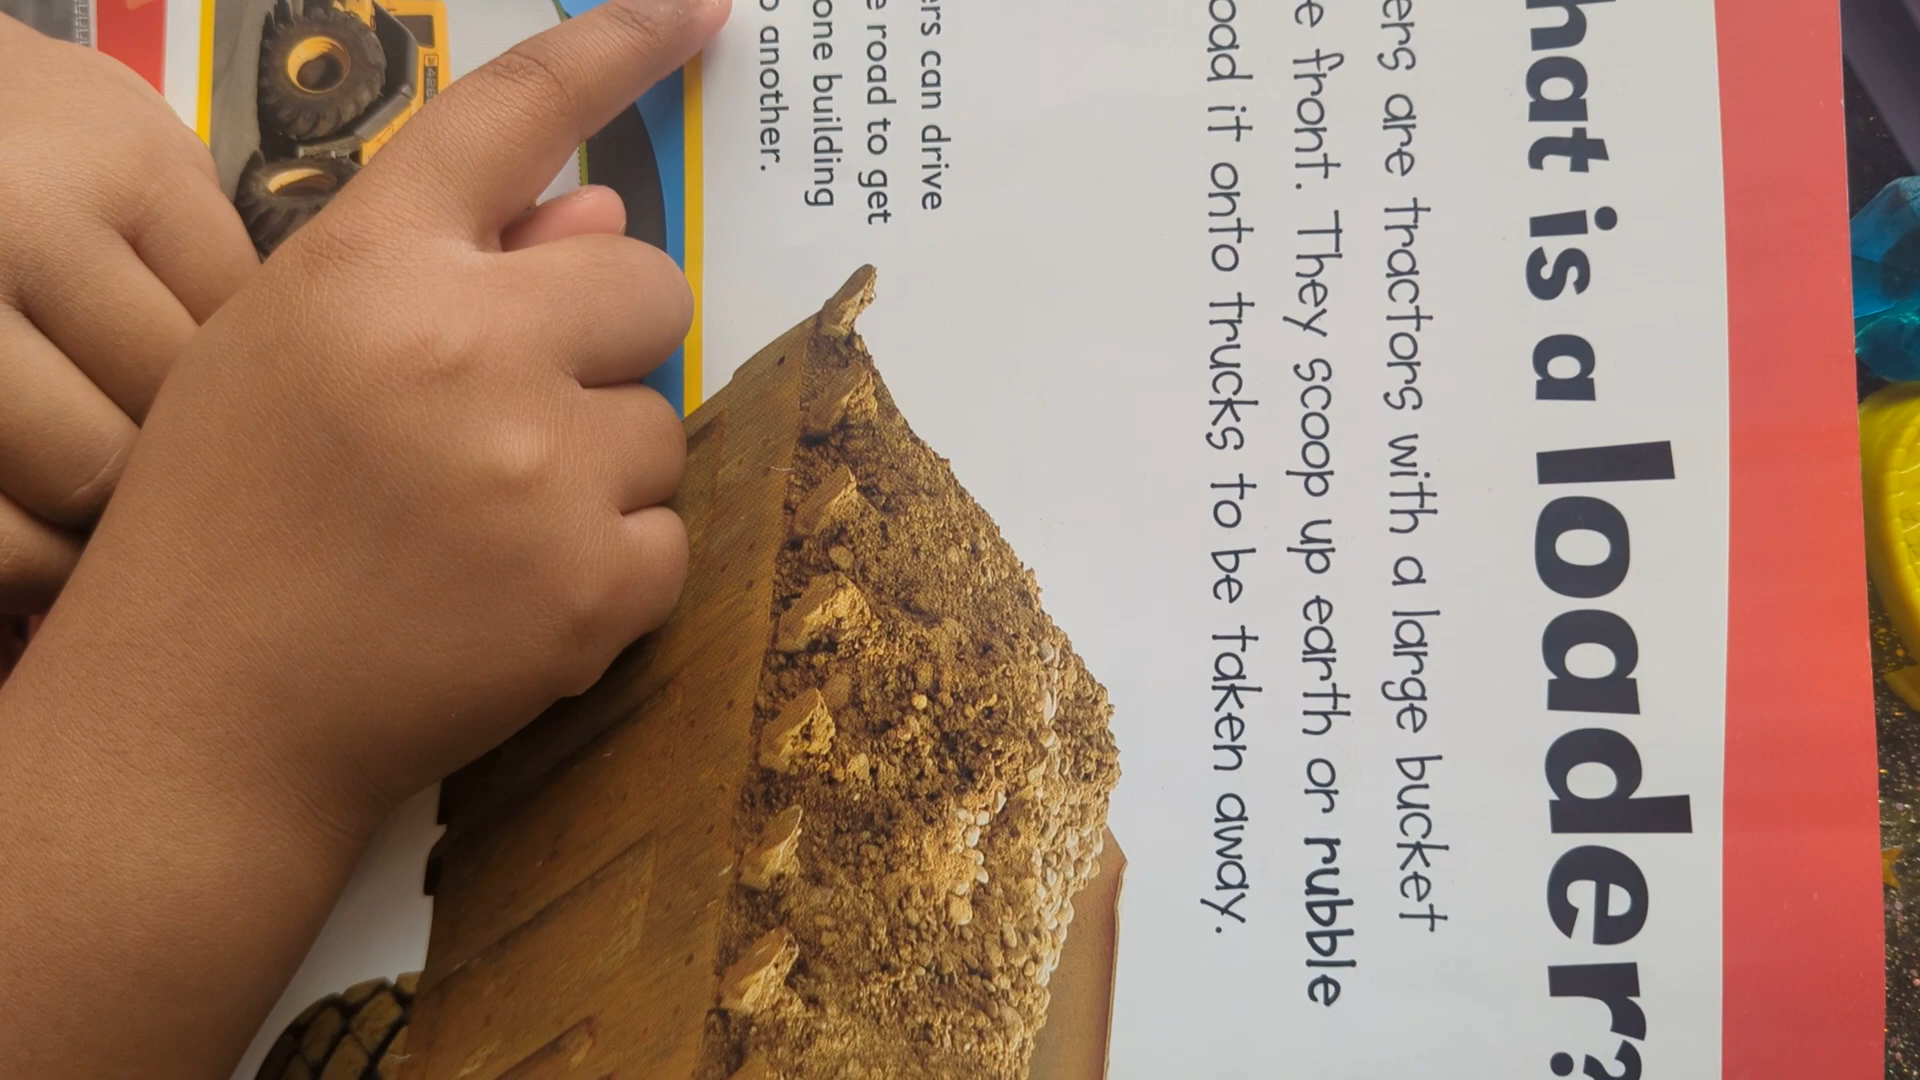 hat is a loader?
ers are tractors with a large bucket
e front. They scoop up earth or rubble
oad it onto trucks to be taken away.
ers can drive
e road to get
one building
o another.